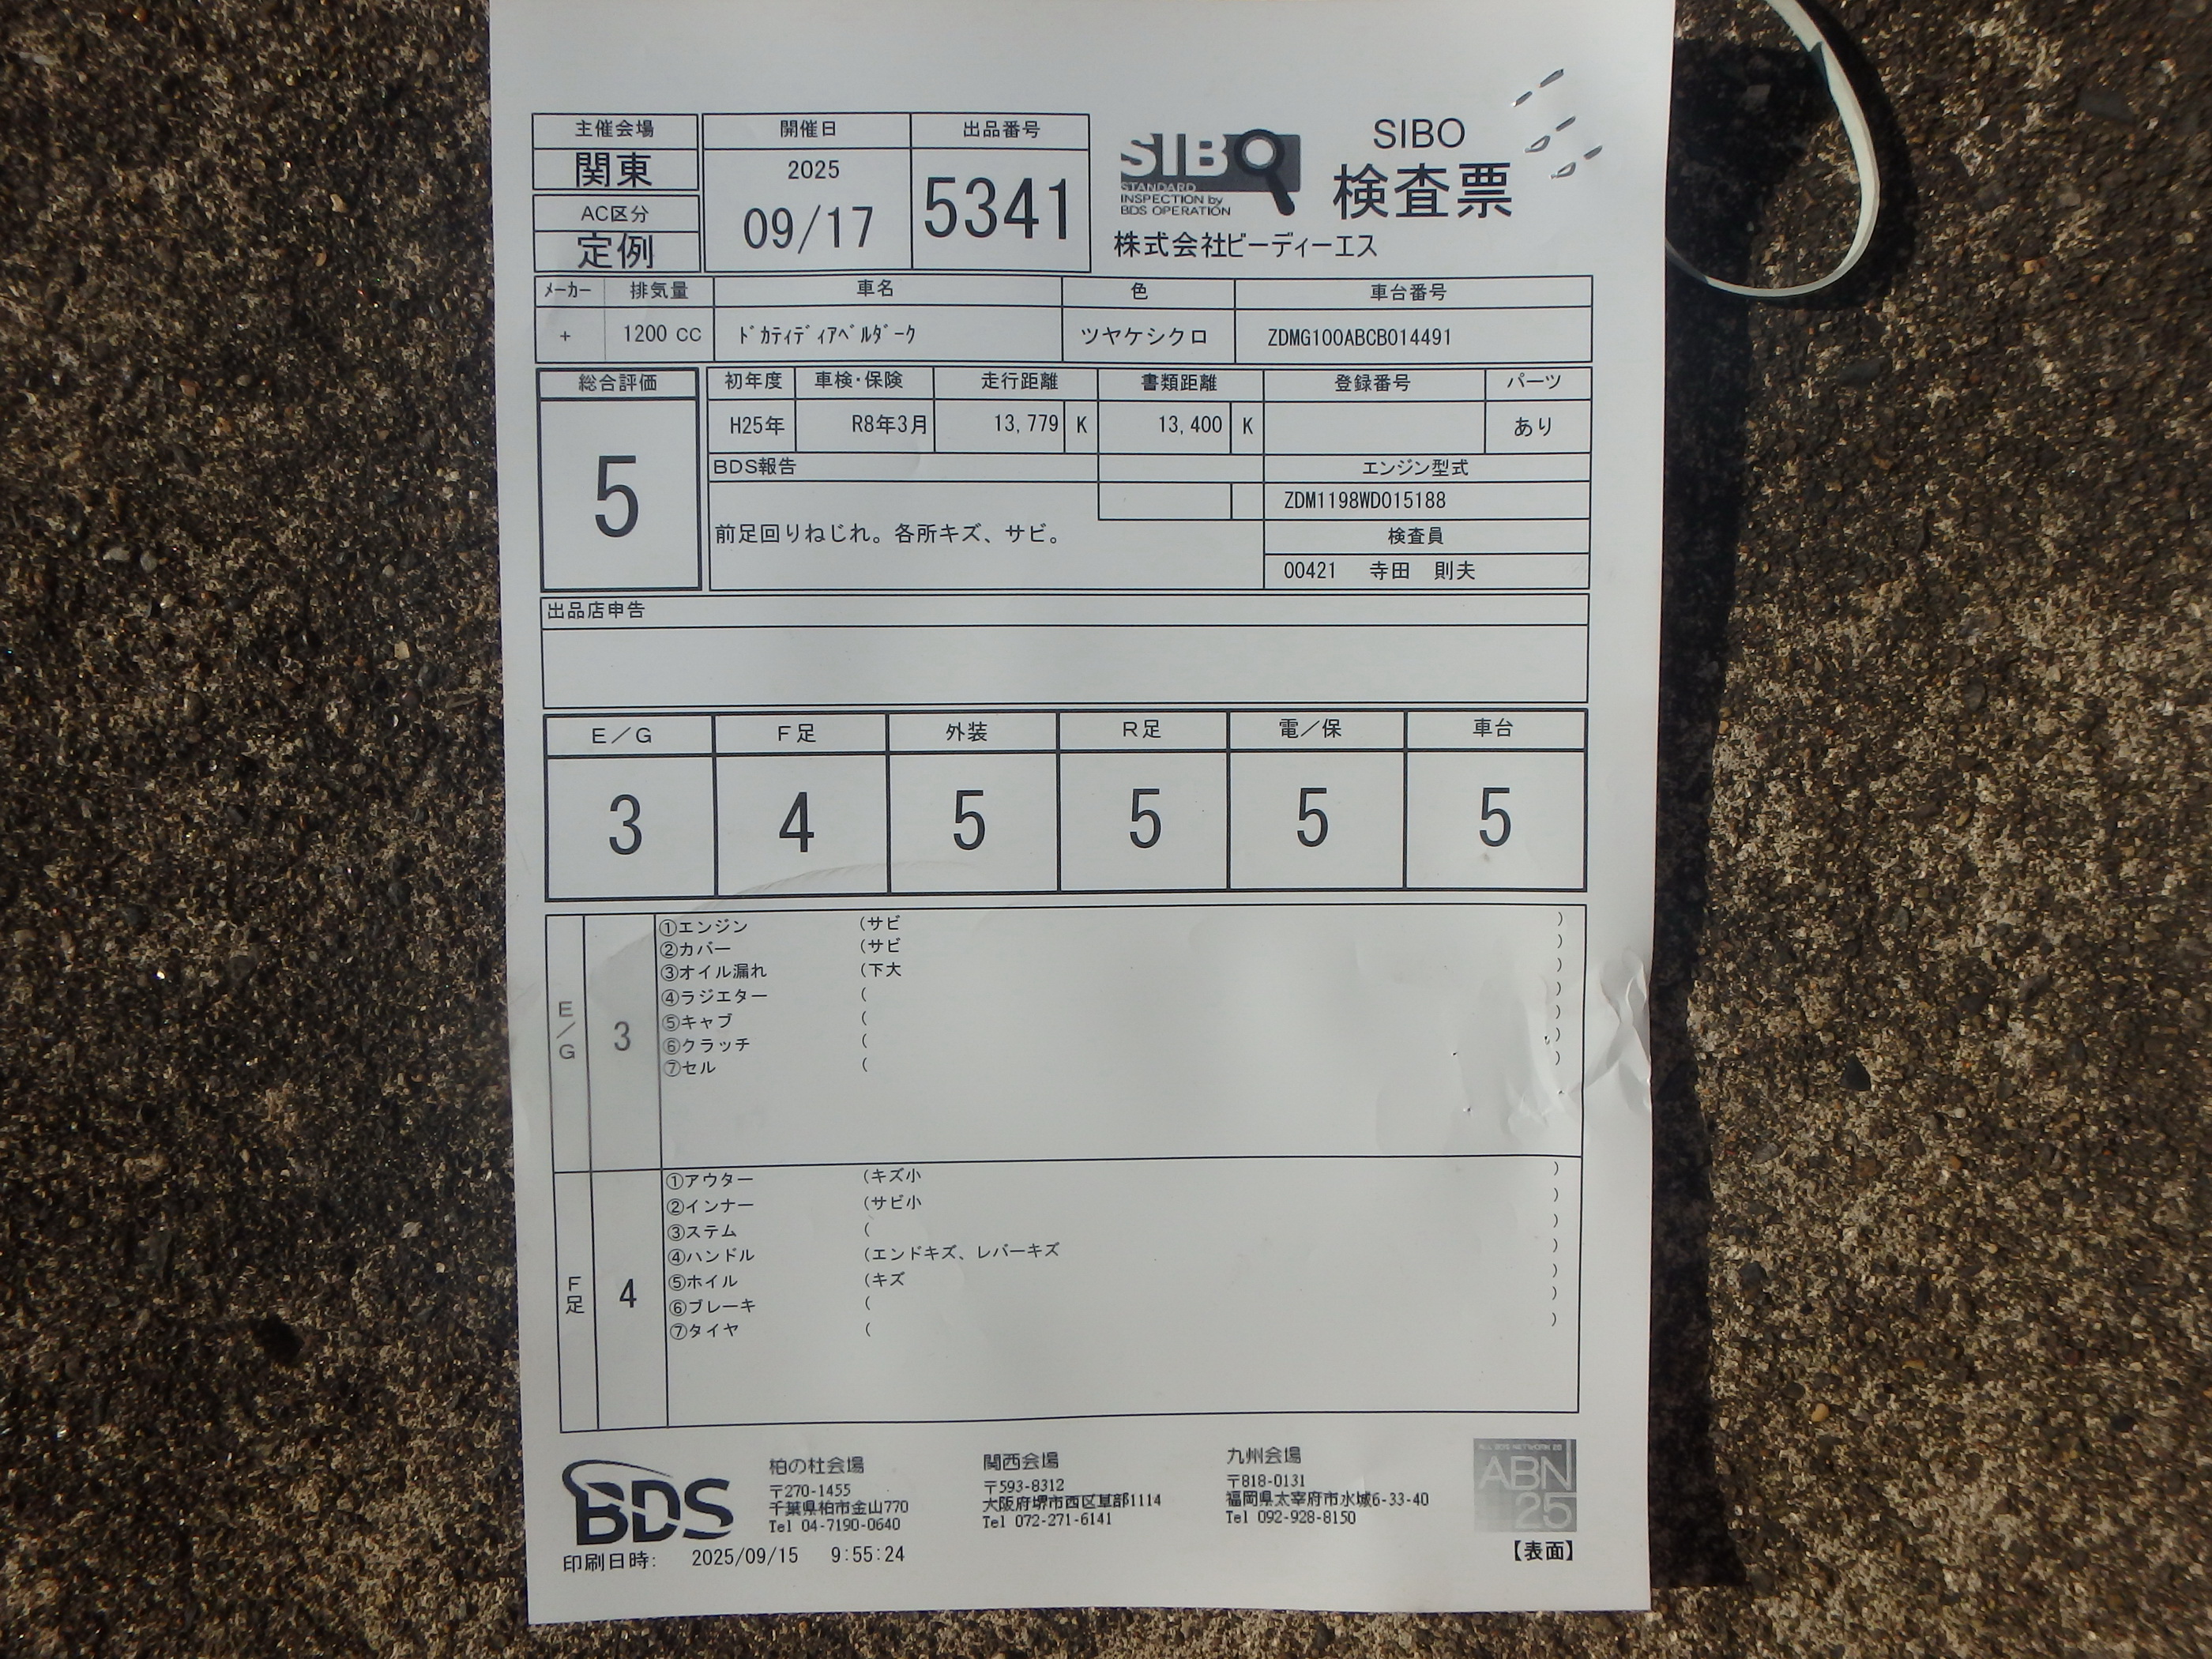 主催会場
関東
AC区分
定例
開催日
2025
09/17
出品番号
5341
SIBO
STANDARD
INSPECTION by
BDS OPERATION
SIBO
検査票
株式会社ビーディーエス
ﾒｰｶｰ 排気量 車名 色 車台番号
+ 1200 CC ﾄﾞｶﾃｨﾃﾞｨｱﾍﾞﾙﾀﾞｰｸ ツヤケシクロ ZDMG100ABCB014491
総合評価
5
初年度 車検・保険 走行距離 書類距離 登録番号 パーツ
H25年 R8年3月 13,779 K 13,400 K あり
BDS報告
前足回りねじれ。各所キズ、サビ。
エンジン型式
ZDM1198WD015188
検査員
00421 寺田 則夫
出品店申告
E/G F足 外装 R足 電/保 車台
3 4 5 5 5 5
E/G
3
①エンジン (サビ )
②カバー (サビ )
③オイル漏れ (下大 )
④ラジエター ( )
⑤キャブ ( )
⑥クラッチ ( )
⑦セル ( )
F足
4
①アウター (キズ小 )
②インナー (サビ小 )
③ステム ( )
④ハンドル (エンドキズ、レバーキズ )
⑤ホイル (キズ )
⑥ブレーキ ( )
⑦タイヤ ( )
BDS
柏の杜会場
〒270-1455
千葉県柏市金山770
Tel 04-7190-0640
関西会場
〒593-8312
大阪府堺市西区草部1114
Tel 072-271-6141
九州会場
〒818-0131
福岡県太宰府市水城6-33-40
Tel 092-928-8150
ALL BDS NETWORK 25
ABN
25
印刷日時: 2025/09/15 9:55:24
【表面】